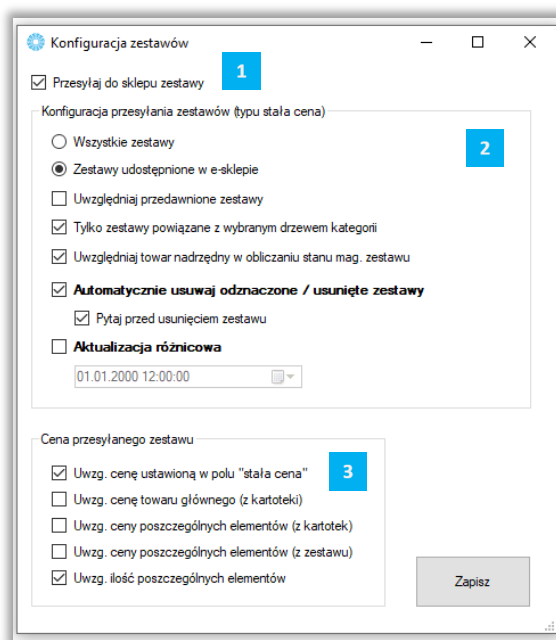 Konfiguracja zestawów
Przesyłaj do sklepu zestawy
1
Konfiguracja przesyłania zestawów (typu stała cena)
Wszystkie zestawy
2
Zestawy udostępnione w e-sklepie
Uwzględniaj przedawnione zestawy
Tylko zestawy powiązane z wybranym drzewem kategorii
Uwzględniaj towar nadrzędny w obliczaniu stanu mag. zestawu
Automatycznie usuwaj odznaczone / usunięte zestawy
Pytaj przed usunięciem zestawu
Aktualizacja różnicowa
01.01.2000 12:00:00
Cena przesyłanego zestawu
Uwzg. cenę ustawioną w polu "stała cena"
3
Uwzg. cenę towaru głównego (z kartoteki)
Uwzg. ceny poszczególnych elementów (z kartotek)
Uwzg. ceny poszczególnych elementów (z zestawu)
Uwzg. ilość poszczególnych elementów
Zapisz